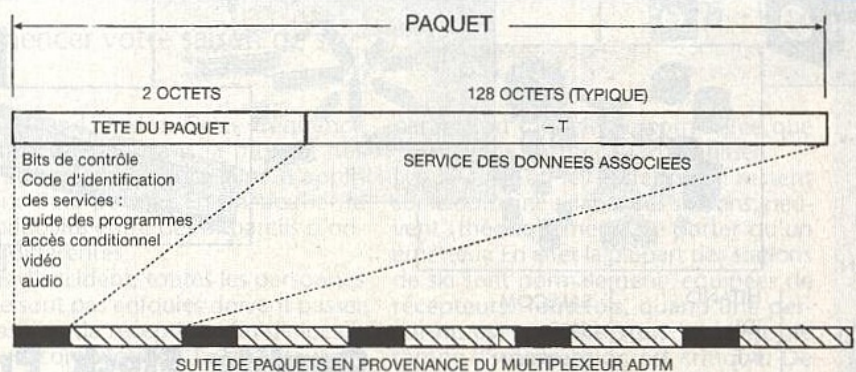 PAQUET
2 OCTETS
128 OCTETS (TYPIQUE)
TETE DU PAQUET
T
Bits de contrôle
Code d'identification
des services :
guide des programmes
accès conditionnel
vidéo
audio
SERVICE DES DONNEES ASSOCIEES
SUITE DE PAQUETS EN PROVENANCE DU MULTIPLEXEUR ADTM